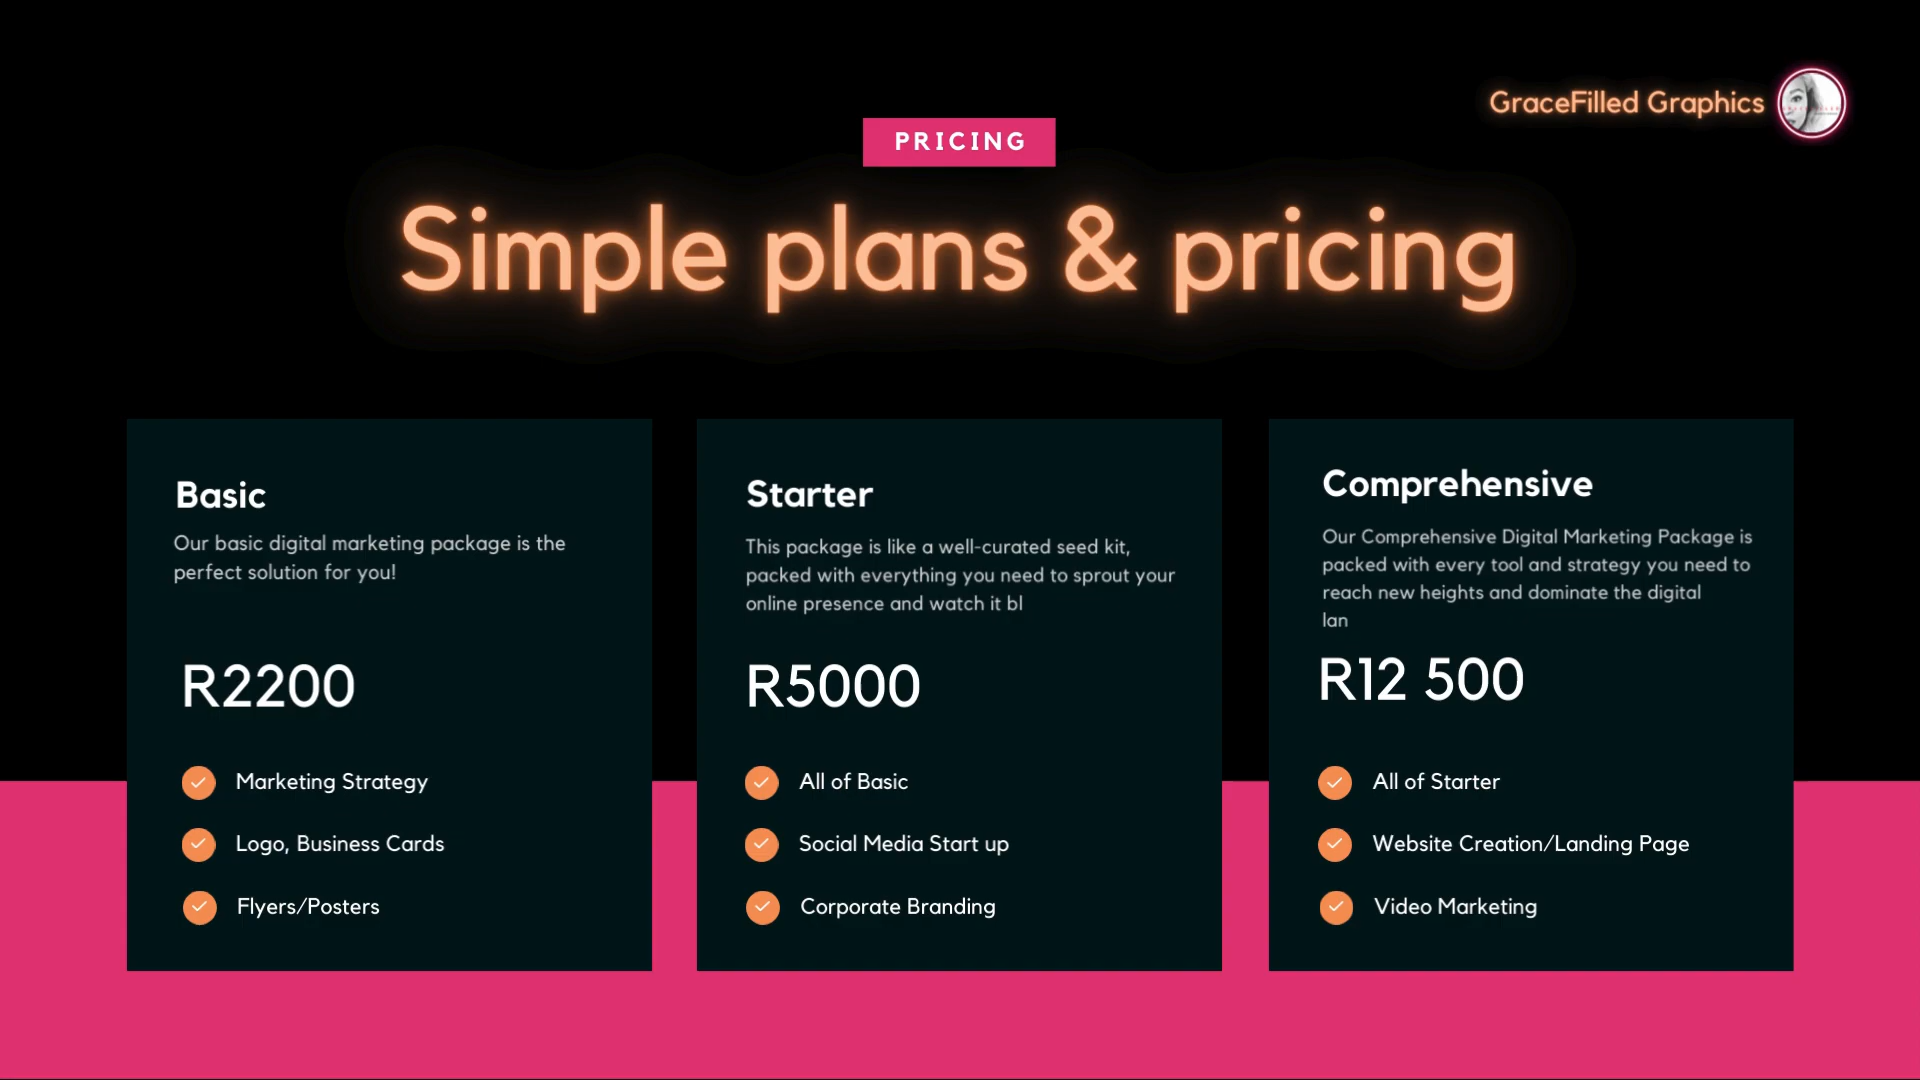 GraceFilled Graphics
PRICING
Simple plans & pricing
Basic
Our basic digital marketing package is the
perfect solution for you!
R2200
Marketing Strategy
Logo, Business Cards
Flyers/Posters
Starter
This package is like a well-curated seed kit,
packed with everything you need to sprout your
online presence and watch it bl
R5000
All of Basic
Social Media Start up
Corporate Branding
Comprehensive
Our Comprehensive Digital Marketing Package is
packed with every tool and strategy you need to
reach new heights and dominate the digital
lan
R12 500
All of Starter
Website Creation/Landing Page
Video Marketing